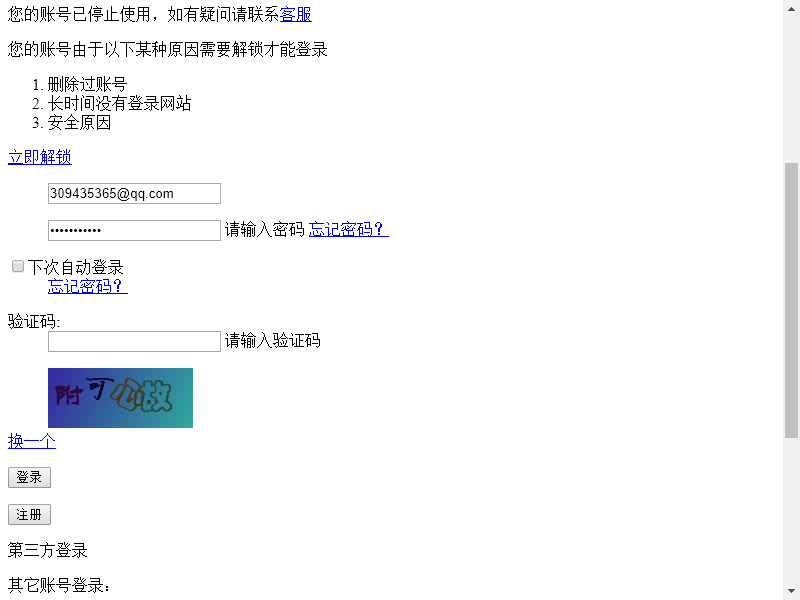 您的账号已停止使用，如有疑问请联系客服
您的账号由于以下某种原因需要解锁才能登录
1. 删除过账号
2. 长时间没有登录网站
3. 安全原因
立即解锁
309435365@qq.com
••••••••••• 请输入密码 忘记密码？
下次自动登录
忘记密码？
验证码:
请输入验证码
附可公故
换一个
登录
注册
第三方登录
其它账号登录：